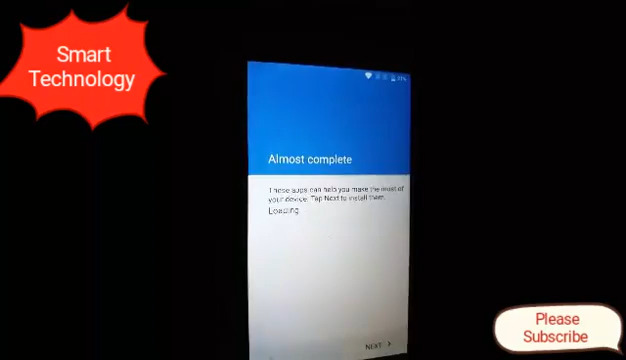 Smart
Technology
Almost complete
These apps can help you make the most of
your device. Tap Next to install them.
Loading
NEXT >
Please
Subscribe